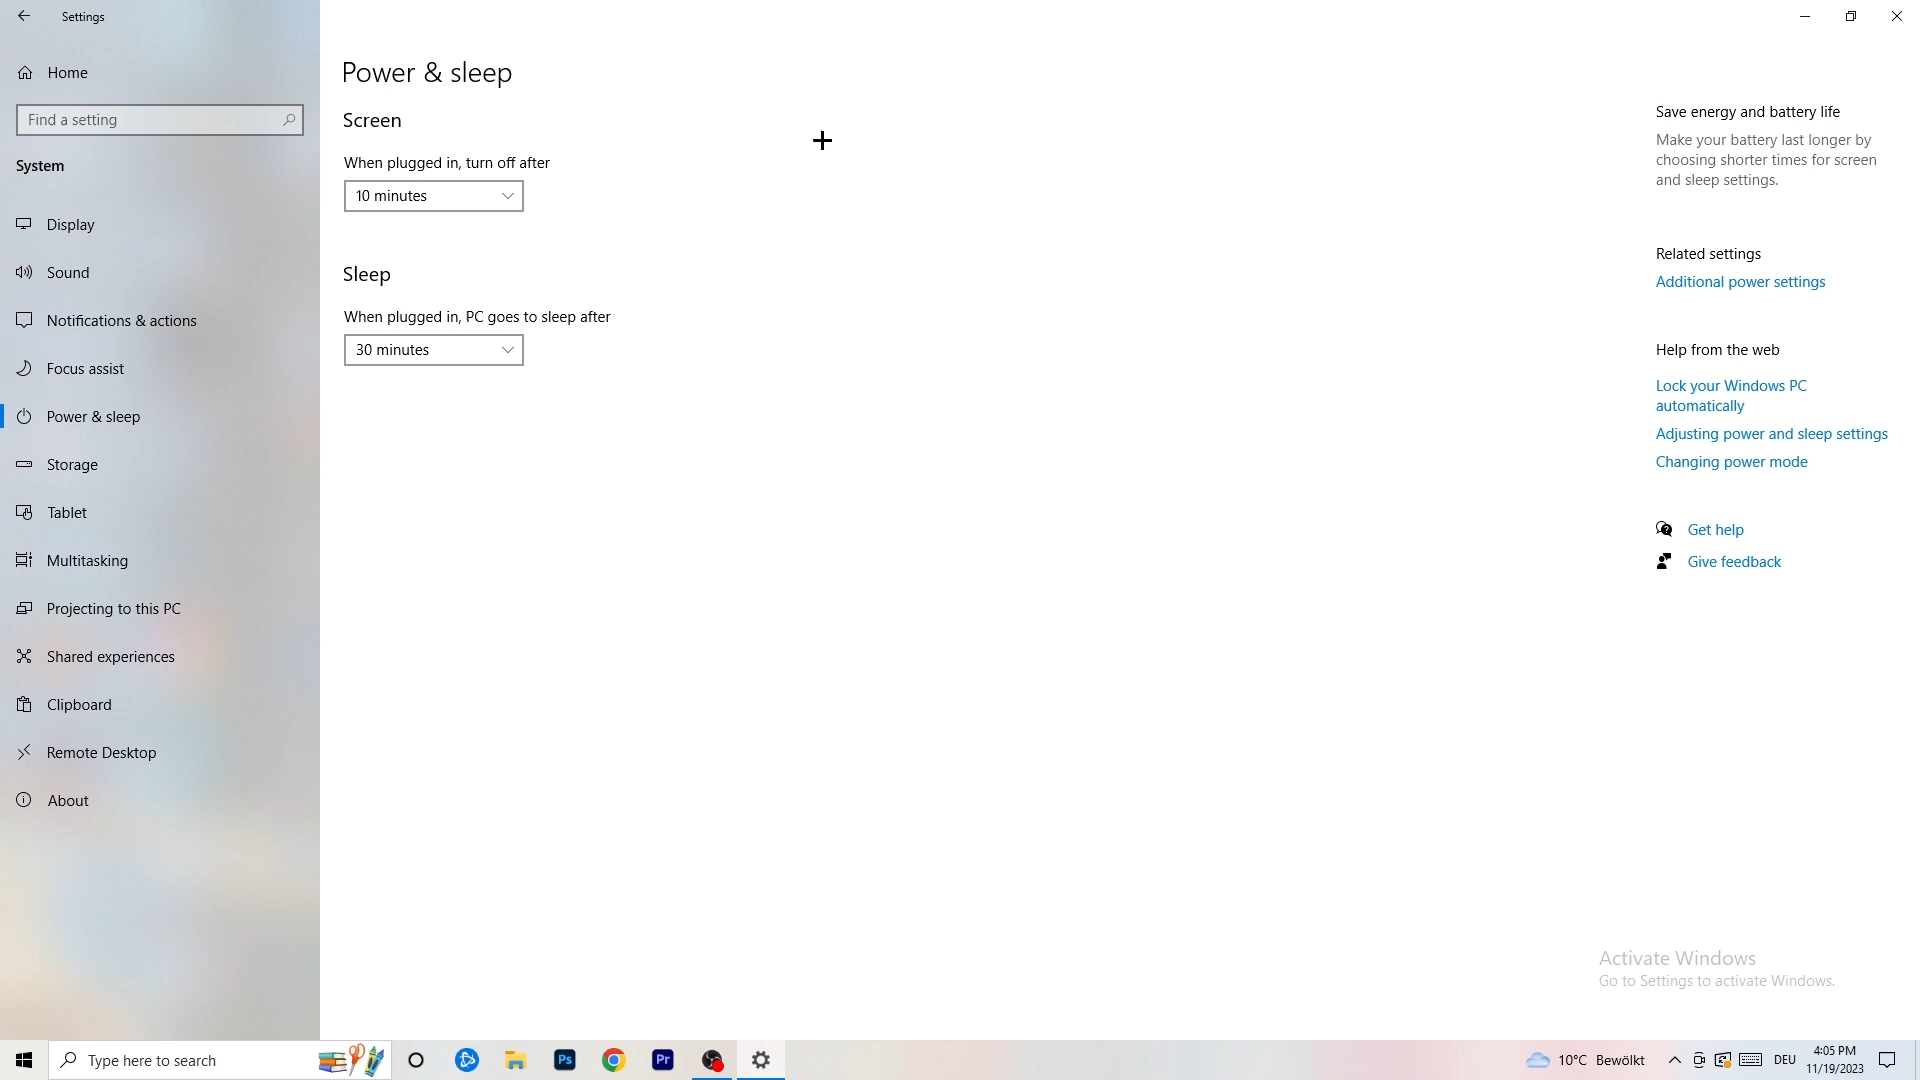 Settings
Home
Find a setting
System
Display
Sound
Notifications & actions
Focus assist
Power & sleep
Storage
Tablet
Multitasking
Projecting to this PC
Shared experiences
Clipboard
Remote Desktop
About
Power & sleep
Screen
When plugged in, turn off after
10 minutes
Sleep
When plugged in, PC goes to sleep after
30 minutes
Save energy and battery life
Make your battery last longer by
choosing shorter times for screen
and sleep settings.
Related settings
Additional power settings
Help from the web
Lock your Windows PC
automatically
Adjusting power and sleep settings
Changing power mode
Get help
Give feedback
Activate Windows
Go to Settings to activate Windows.
Type here to search
Ps
Pr
10°C Bewölkt
DEU
4:05 PM
11/19/2023